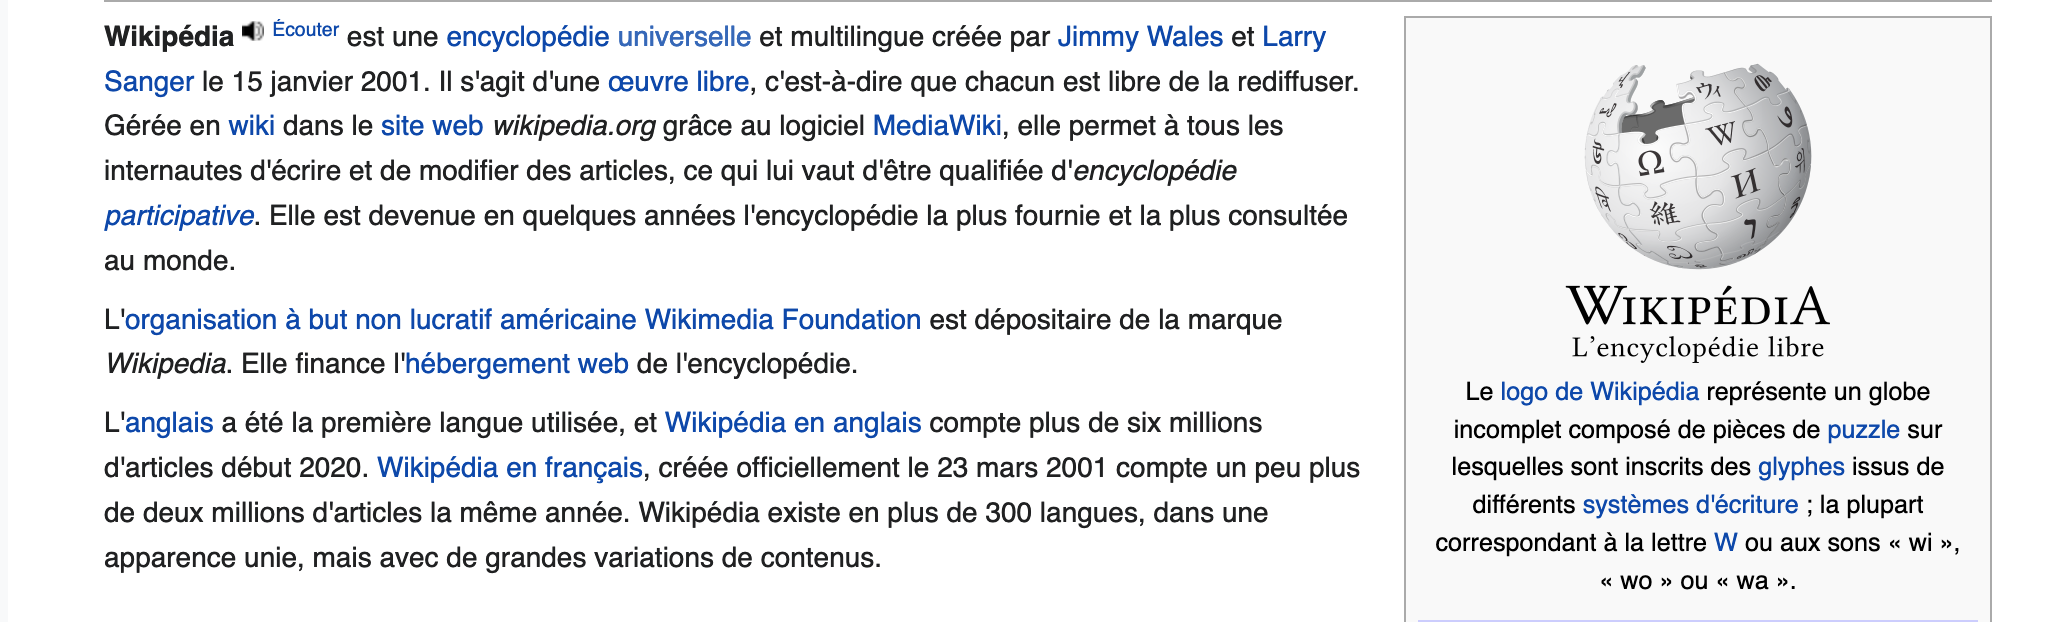 Wikipédia Écouter est une encyclopédie universelle et multilingue créée par Jimmy Wales et Larry
Sanger le 15 janvier 2001. Il s'agit d'une œuvre libre, c'est-à-dire que chacun est libre de la rediffuser.
Gérée en wiki dans le site web wikipedia.org grâce au logiciel MediaWiki, elle permet à tous les
internautes d'écrire et de modifier des articles, ce qui lui vaut d'être qualifiée d'encyclopédie
participative. Elle est devenue en quelques années l'encyclopédie la plus fournie et la plus consultée
au monde.
L'organisation à but non lucratif américaine Wikimedia Foundation est dépositaire de la marque
Wikipedia. Elle finance l'hébergement web de l'encyclopédie.
L'anglais a été la première langue utilisée, et Wikipédia en anglais compte plus de six millions
d'articles début 2020. Wikipédia en français, créée officiellement le 23 mars 2001 compte un peu plus
de deux millions d'articles la même année. Wikipédia existe en plus de 300 langues, dans une
apparence unie, mais avec de grandes variations de contenus.
ウィ
W
Ω
И
維
WIKIPÉDIA
L'encyclopédie libre
Le logo de Wikipédia représente un globe
incomplet composé de pièces de puzzle sur
lesquelles sont inscrits des glyphes issus de
différents systèmes d'écriture ; la plupart
correspondant à la lettre W ou aux sons « wi »,
« wo » ou « wa ».